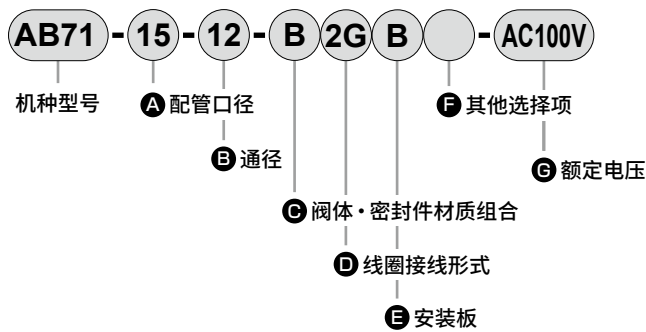 AB71-15-12-B2GB-AC100V
机种型号
A 配管口径
F 其他选择项
B 通径
G 额定电压
C 阀体・密封件材质组合
D 线圈接线形式
E 安装板